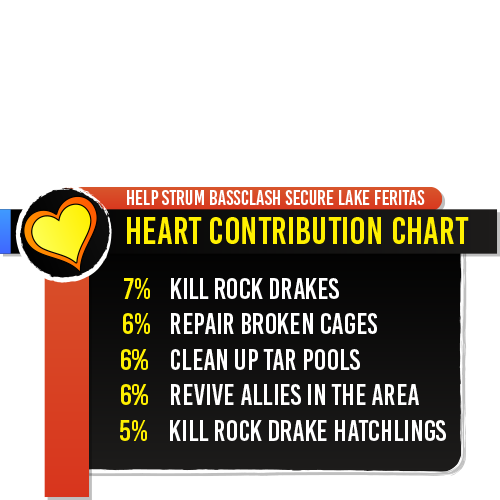 HELP STRUM BASSCLASH SECURE LAKE FERITAS
HEART CONTRIBUTION CHART
7% KILL ROCK DRAKES
6% REPAIR BROKEN CAGES
6% CLEAN UP TAR POOLS
6% REVIVE ALLIES IN THE AREA
5% KILL ROCK DRAKE HATCHLINGS